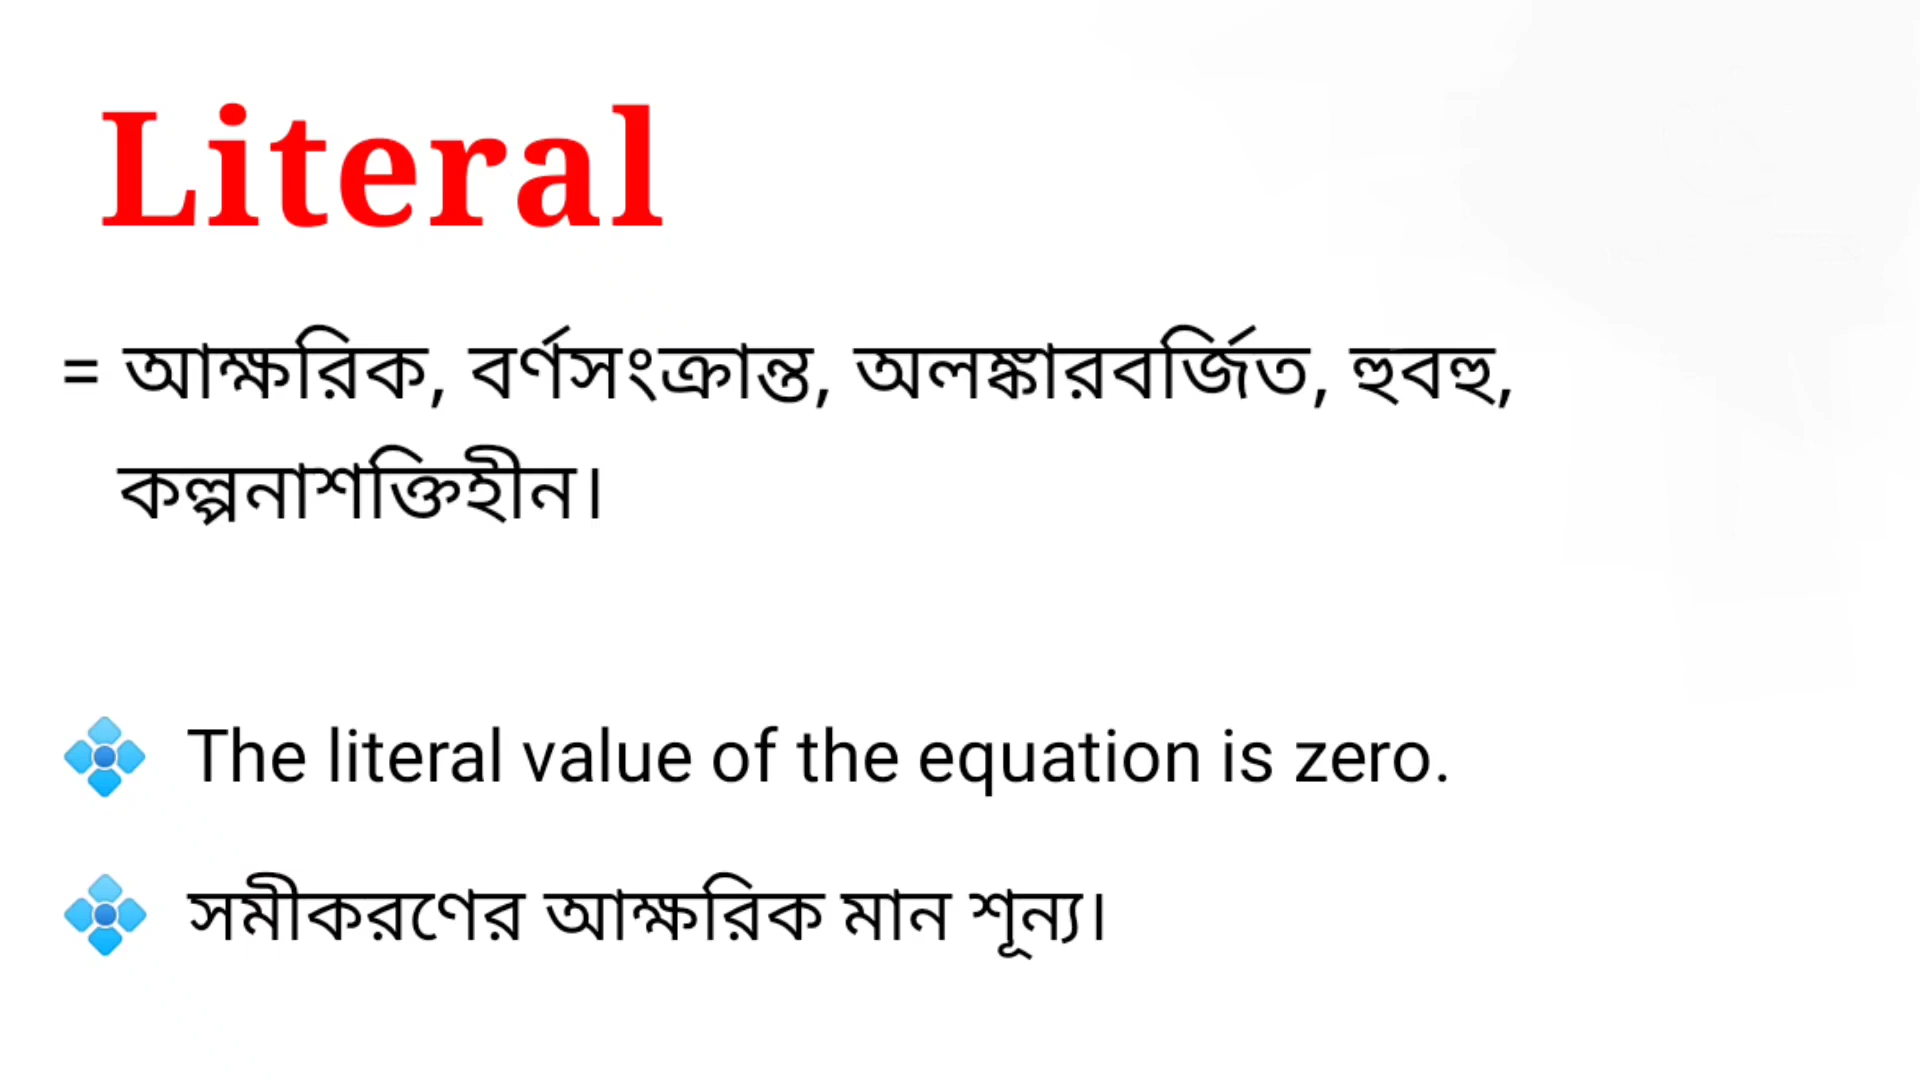 Literal
= আক্ষরিক, বর্ণসংক্রান্ত, অলঙ্কারবর্জিত, হুবহু,
কল্পনাশক্তিহীন।
The literal value of the equation is zero.
সমীকরণের আক্ষরিক মান শূন্য।